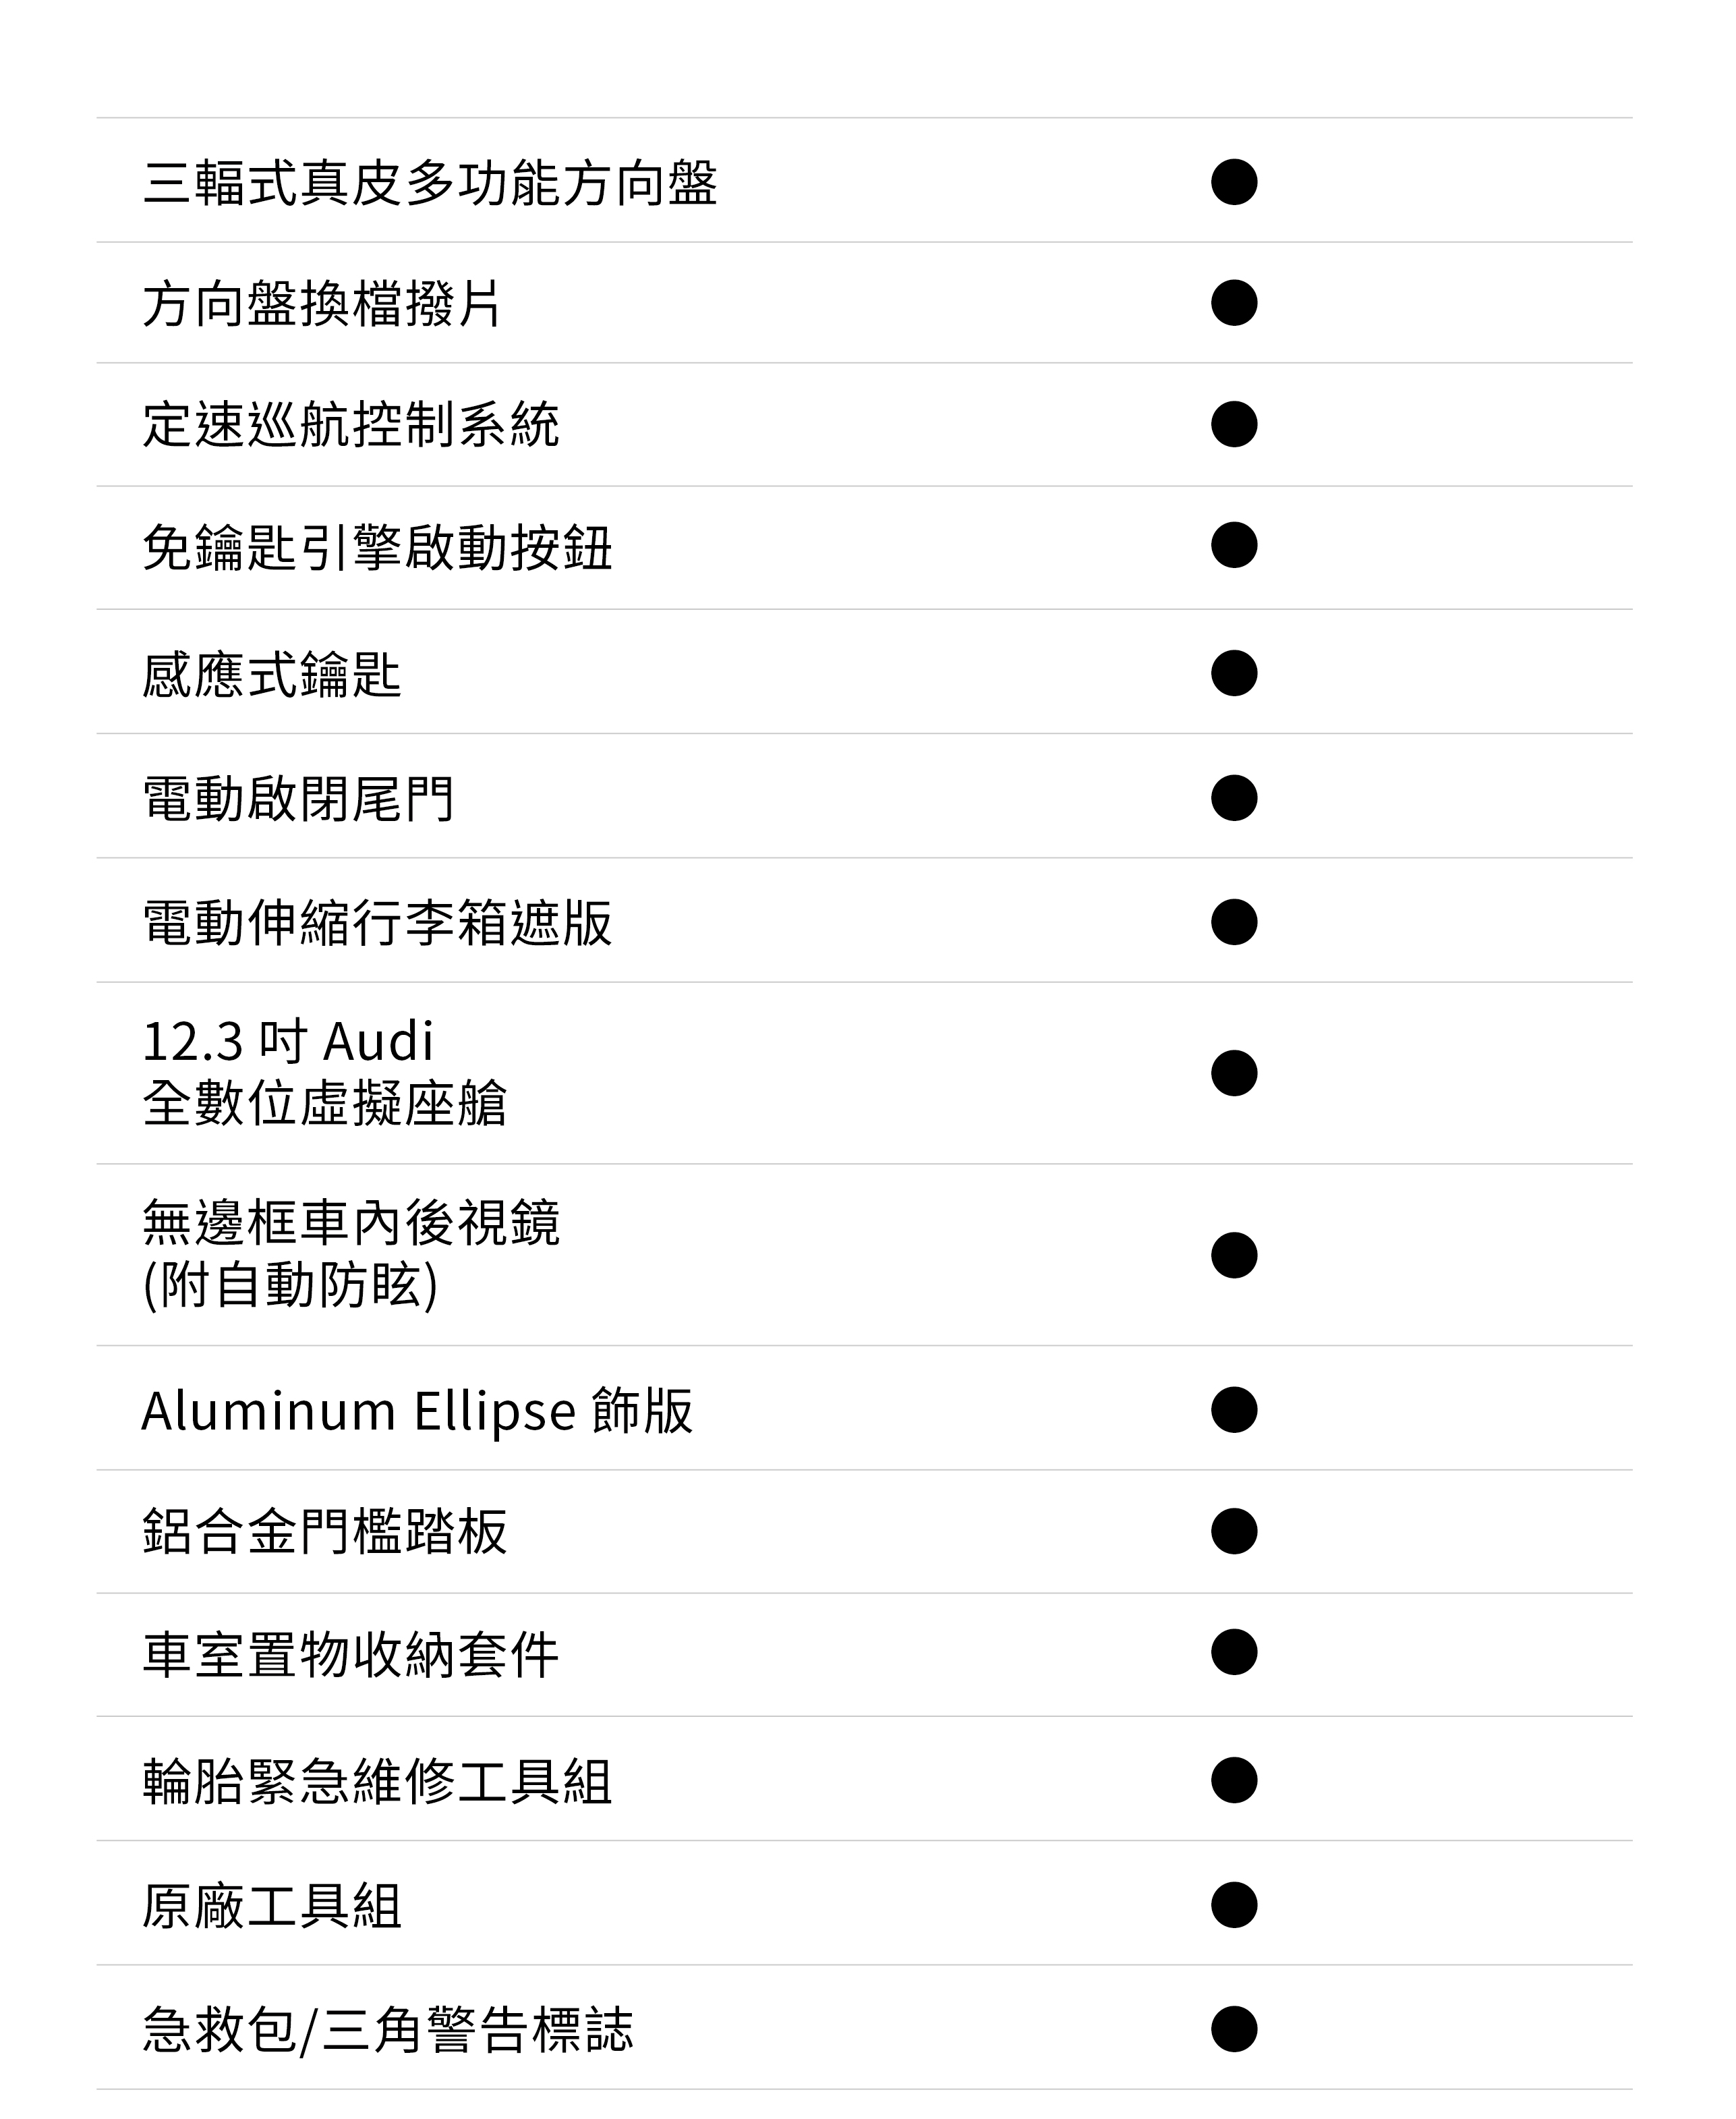 三輻式真皮多功能方向盤
方向盤換檔撥片
定速巡航控制系統
免鑰匙引擎啟動按鈕
感應式鑰匙
電動啟閉尾門
電動伸縮行李箱遮版
12.3 吋 Audi
全數位虛擬座艙
無邊框車內後視鏡
(附自動防眩)
Aluminum Ellipse 飾版
鋁合金門檻踏板
車室置物收納套件
輪胎緊急維修工具組
原廠工具組
急救包/三角警告標誌